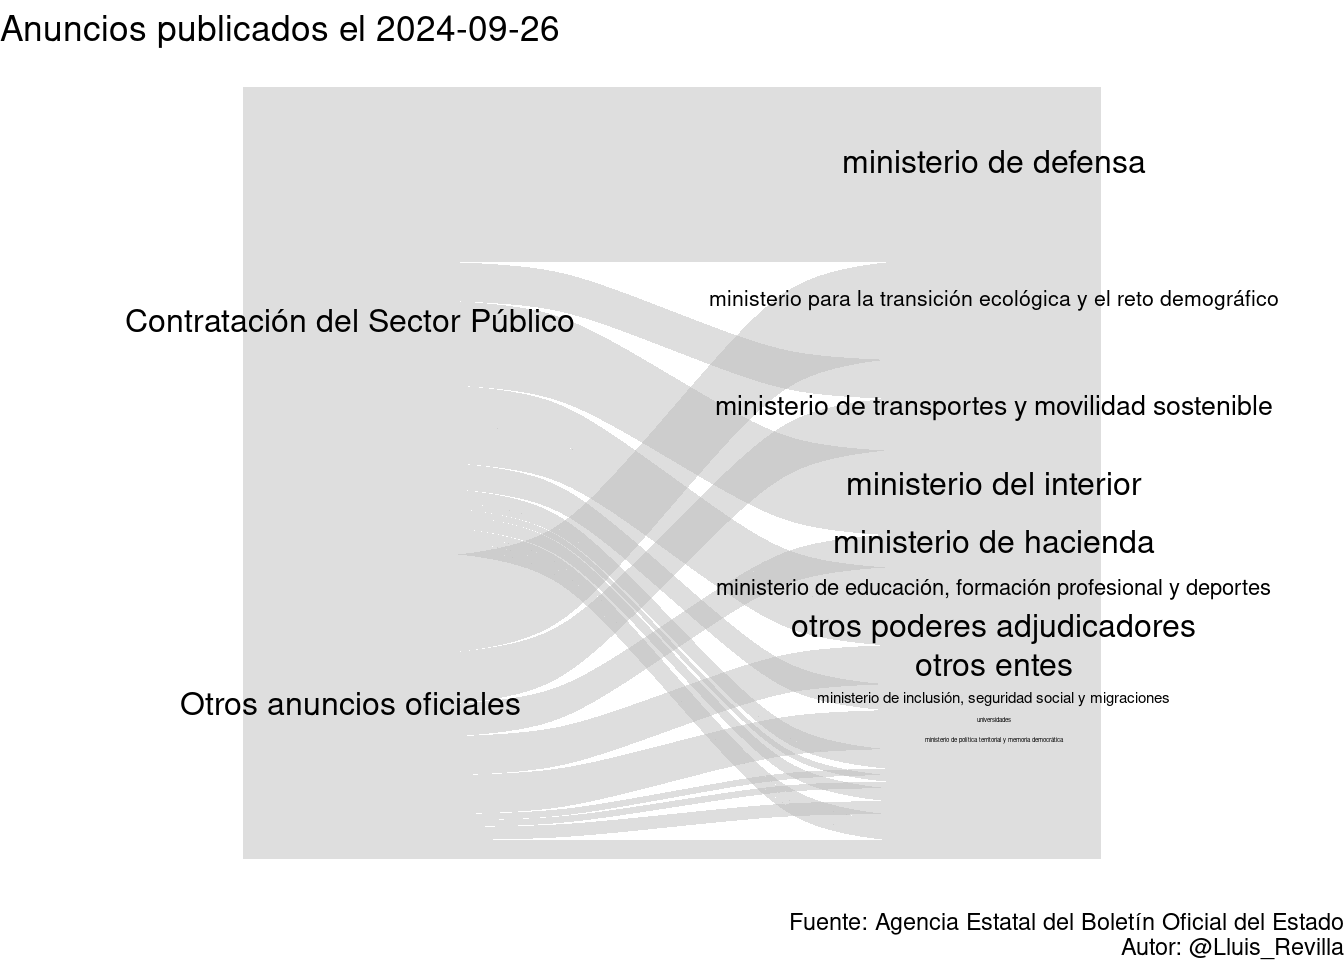 Anuncios publicados el 2024-09-26
ministerio de defensa
ministerio para la transición ecológica y el reto demográfico
Contratación del Sector Público
ministerio de transportes y movilidad sostenible
ministerio del interior
ministerio de hacienda
ministerio de educación, formación profesional y deportes
otros poderes adjudicadores
otros entes
ministerio de inclusión, seguridad social y migraciones
Otros anuncios oficiales
universidades
ministerio de política territorial y memoria democrática
Fuente: Agencia Estatal del Boletín Oficial del Estado
Autor: @Lluis_Revilla